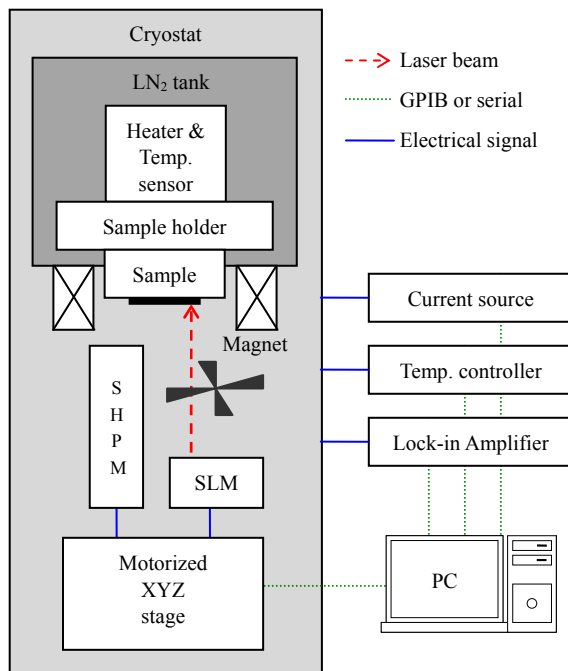 Cryostat
LN₂ tank
Heater &
Temp.
sensor
Sample holder
Sample
Magnet
S
H
P
M
SLM
Motorized
XYZ
stage
Laser beam
GPIB or serial
Electrical signal
Current source
Temp. controller
Lock-in Amplifier
PC